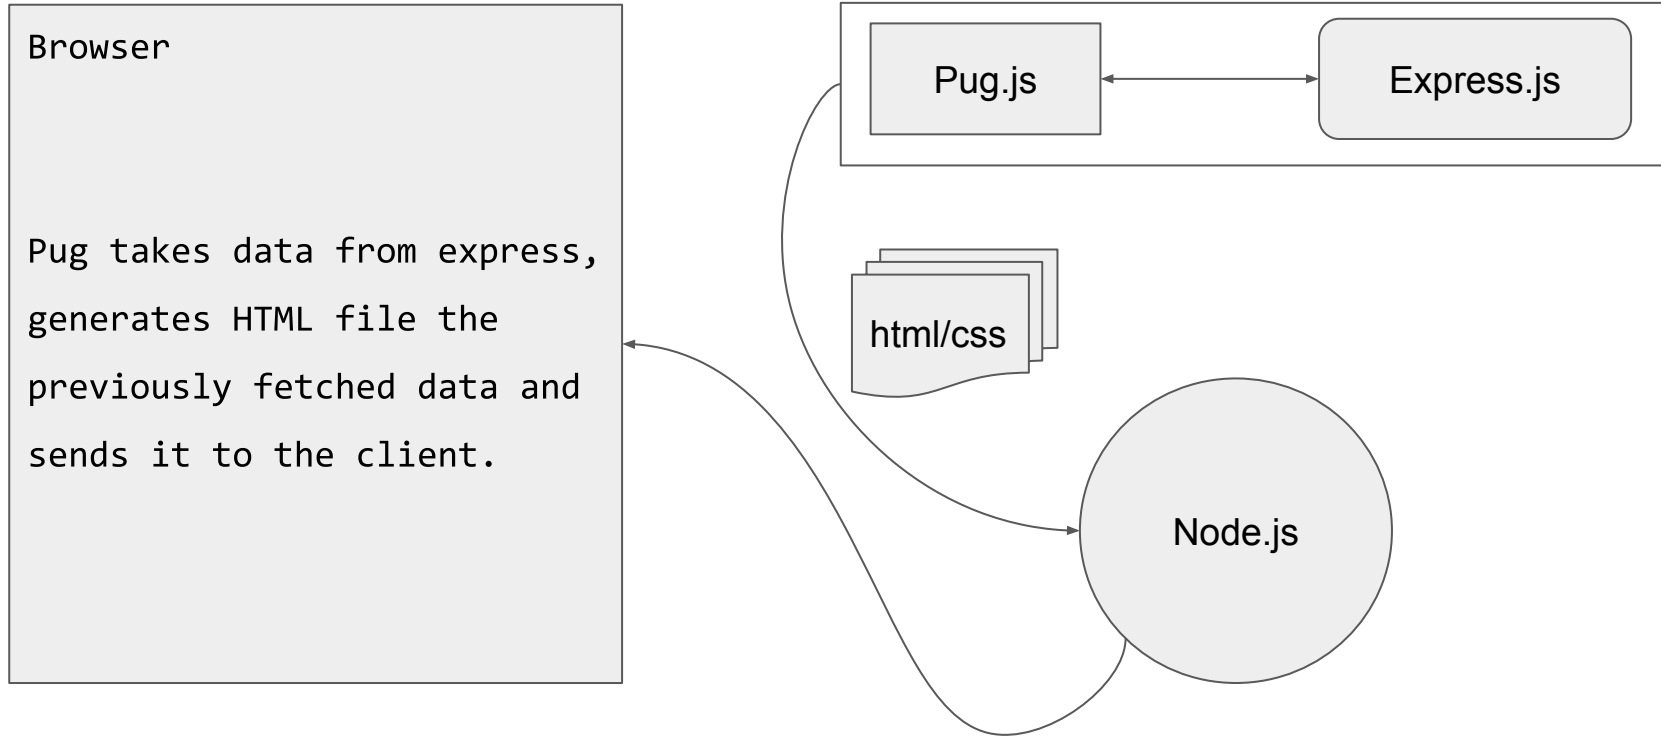 Browser
Pug takes data from express,
generates HTML file the
previously fetched data and
sends it to the client.
Pug.js
Express.js
html/css
Node.js